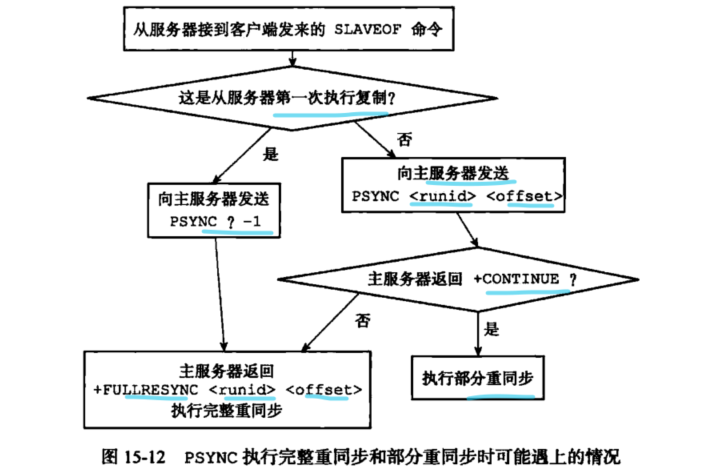 从服务器接到客户端发来的 SLAVEOF 命令
这是从服务器第一次执行复制?
是
否
向主服务器发送
PSYNC ? -1
向主服务器发送
PSYNC <runid> <offset>
主服务器返回 +CONTINUE ?
否
是
主服务器返回
+FULLRESYNC <runid> <offset>
执行完整重同步
执行部分重同步
图 15-12 PSYNC 执行完整重同步和部分重同步时可能遇上的情况